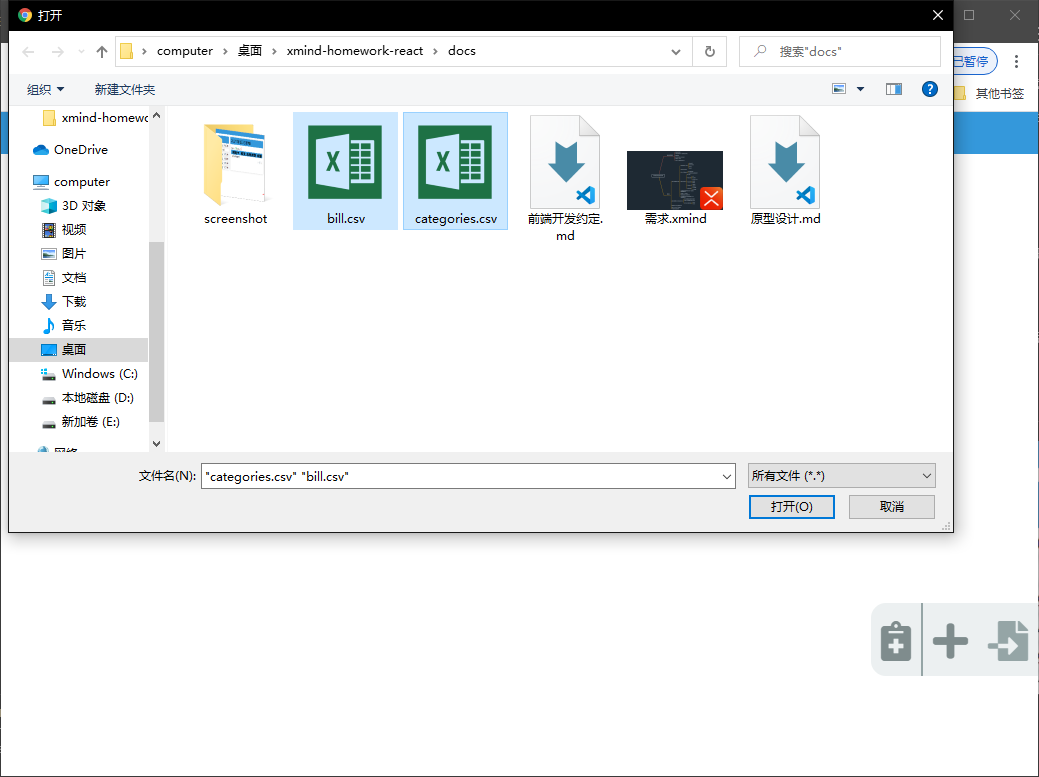 打开
computer
桌面
xmind-homework-react
docs
搜索"docs"
已暂停
组织
新建文件夹
其他书签
xmind-homewo
OneDrive
computer
3D 对象
视频
图片
文档
下载
音乐
桌面
Windows (C:)
本地磁盘 (D:)
新加卷 (E:)
网络
screenshot
bill.csv
categories.csv
前端开发约定.
md
需求.xmind
原型设计.md
文件名(N):
"categories.csv" "bill.csv"
所有文件 (*.*)
打开(O)
取消